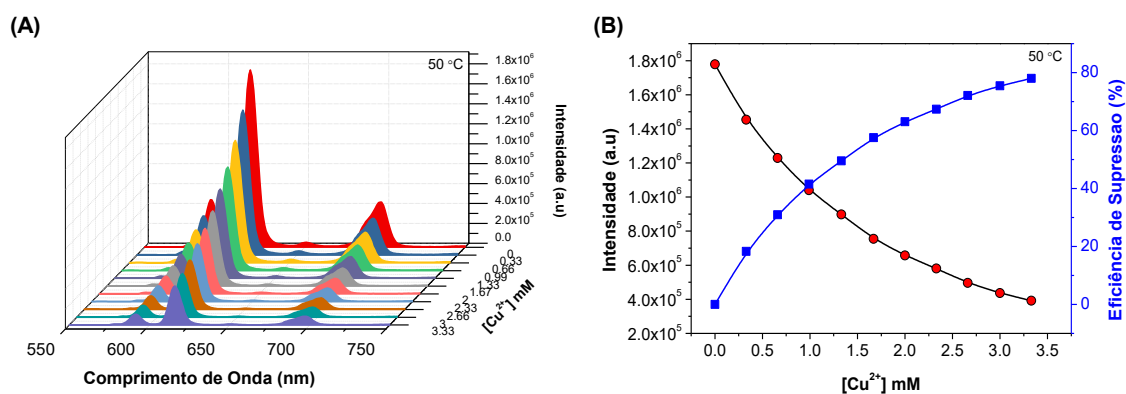 (A)
50 °C
1.8x10⁶
1.6x10⁶
1.4x10⁶
1.2x10⁶
1.0x10⁶
8.0x10⁵
6.0x10⁵
4.0x10⁵
2.0x10⁵
0.0
Intensidade (a.u)
0
0.33
0.66
0.99
1.33
1.67
2
2.33
2.66
3
3.33
[Cu²⁺] mM
550 600 650 700 750
Comprimento de Onda (nm)
(B)
50 °C
1.8x10⁶
1.6x10⁶
1.4x10⁶
1.2x10⁶
1.0x10⁶
8.0x10⁵
6.0x10⁵
4.0x10⁵
2.0x10⁵
Intensidade (a.u)
80
60
40
20
0
Eficiência de Supressao (%)
0.0 0.5 1.0 1.5 2.0 2.5 3.0 3.5
[Cu²⁺] mM